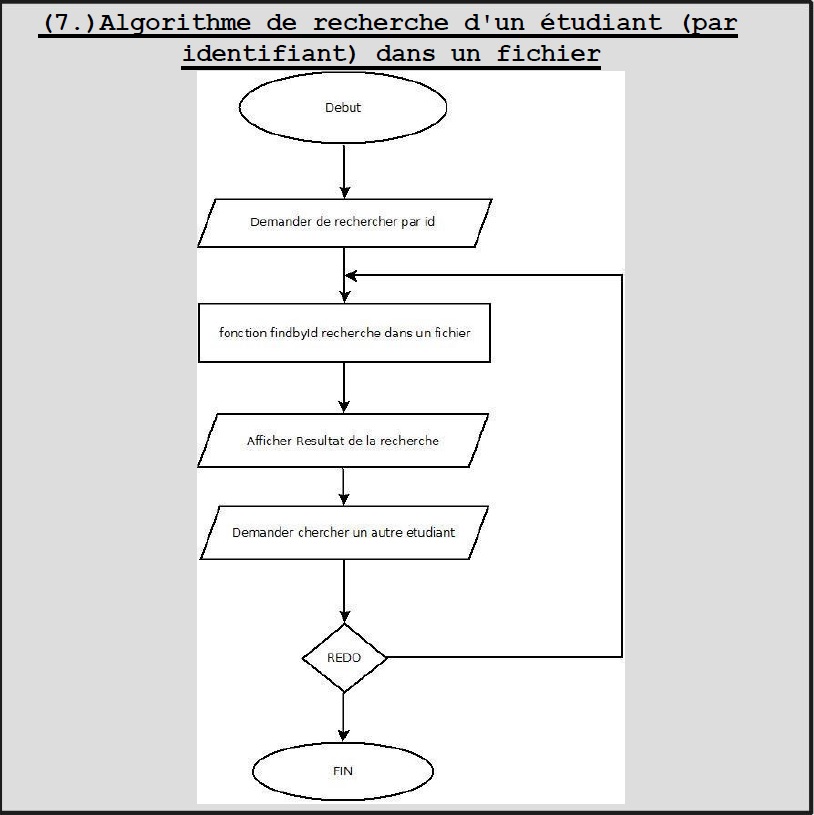 (7.)Algorithme de recherche d'un étudiant (par
identifiant) dans un fichier
Debut
Demander de rechercher par id
fonction findbyId recherche dans un fichier
Afficher Resultat de la recherche
Demander chercher un autre etudiant
REDO
FIN